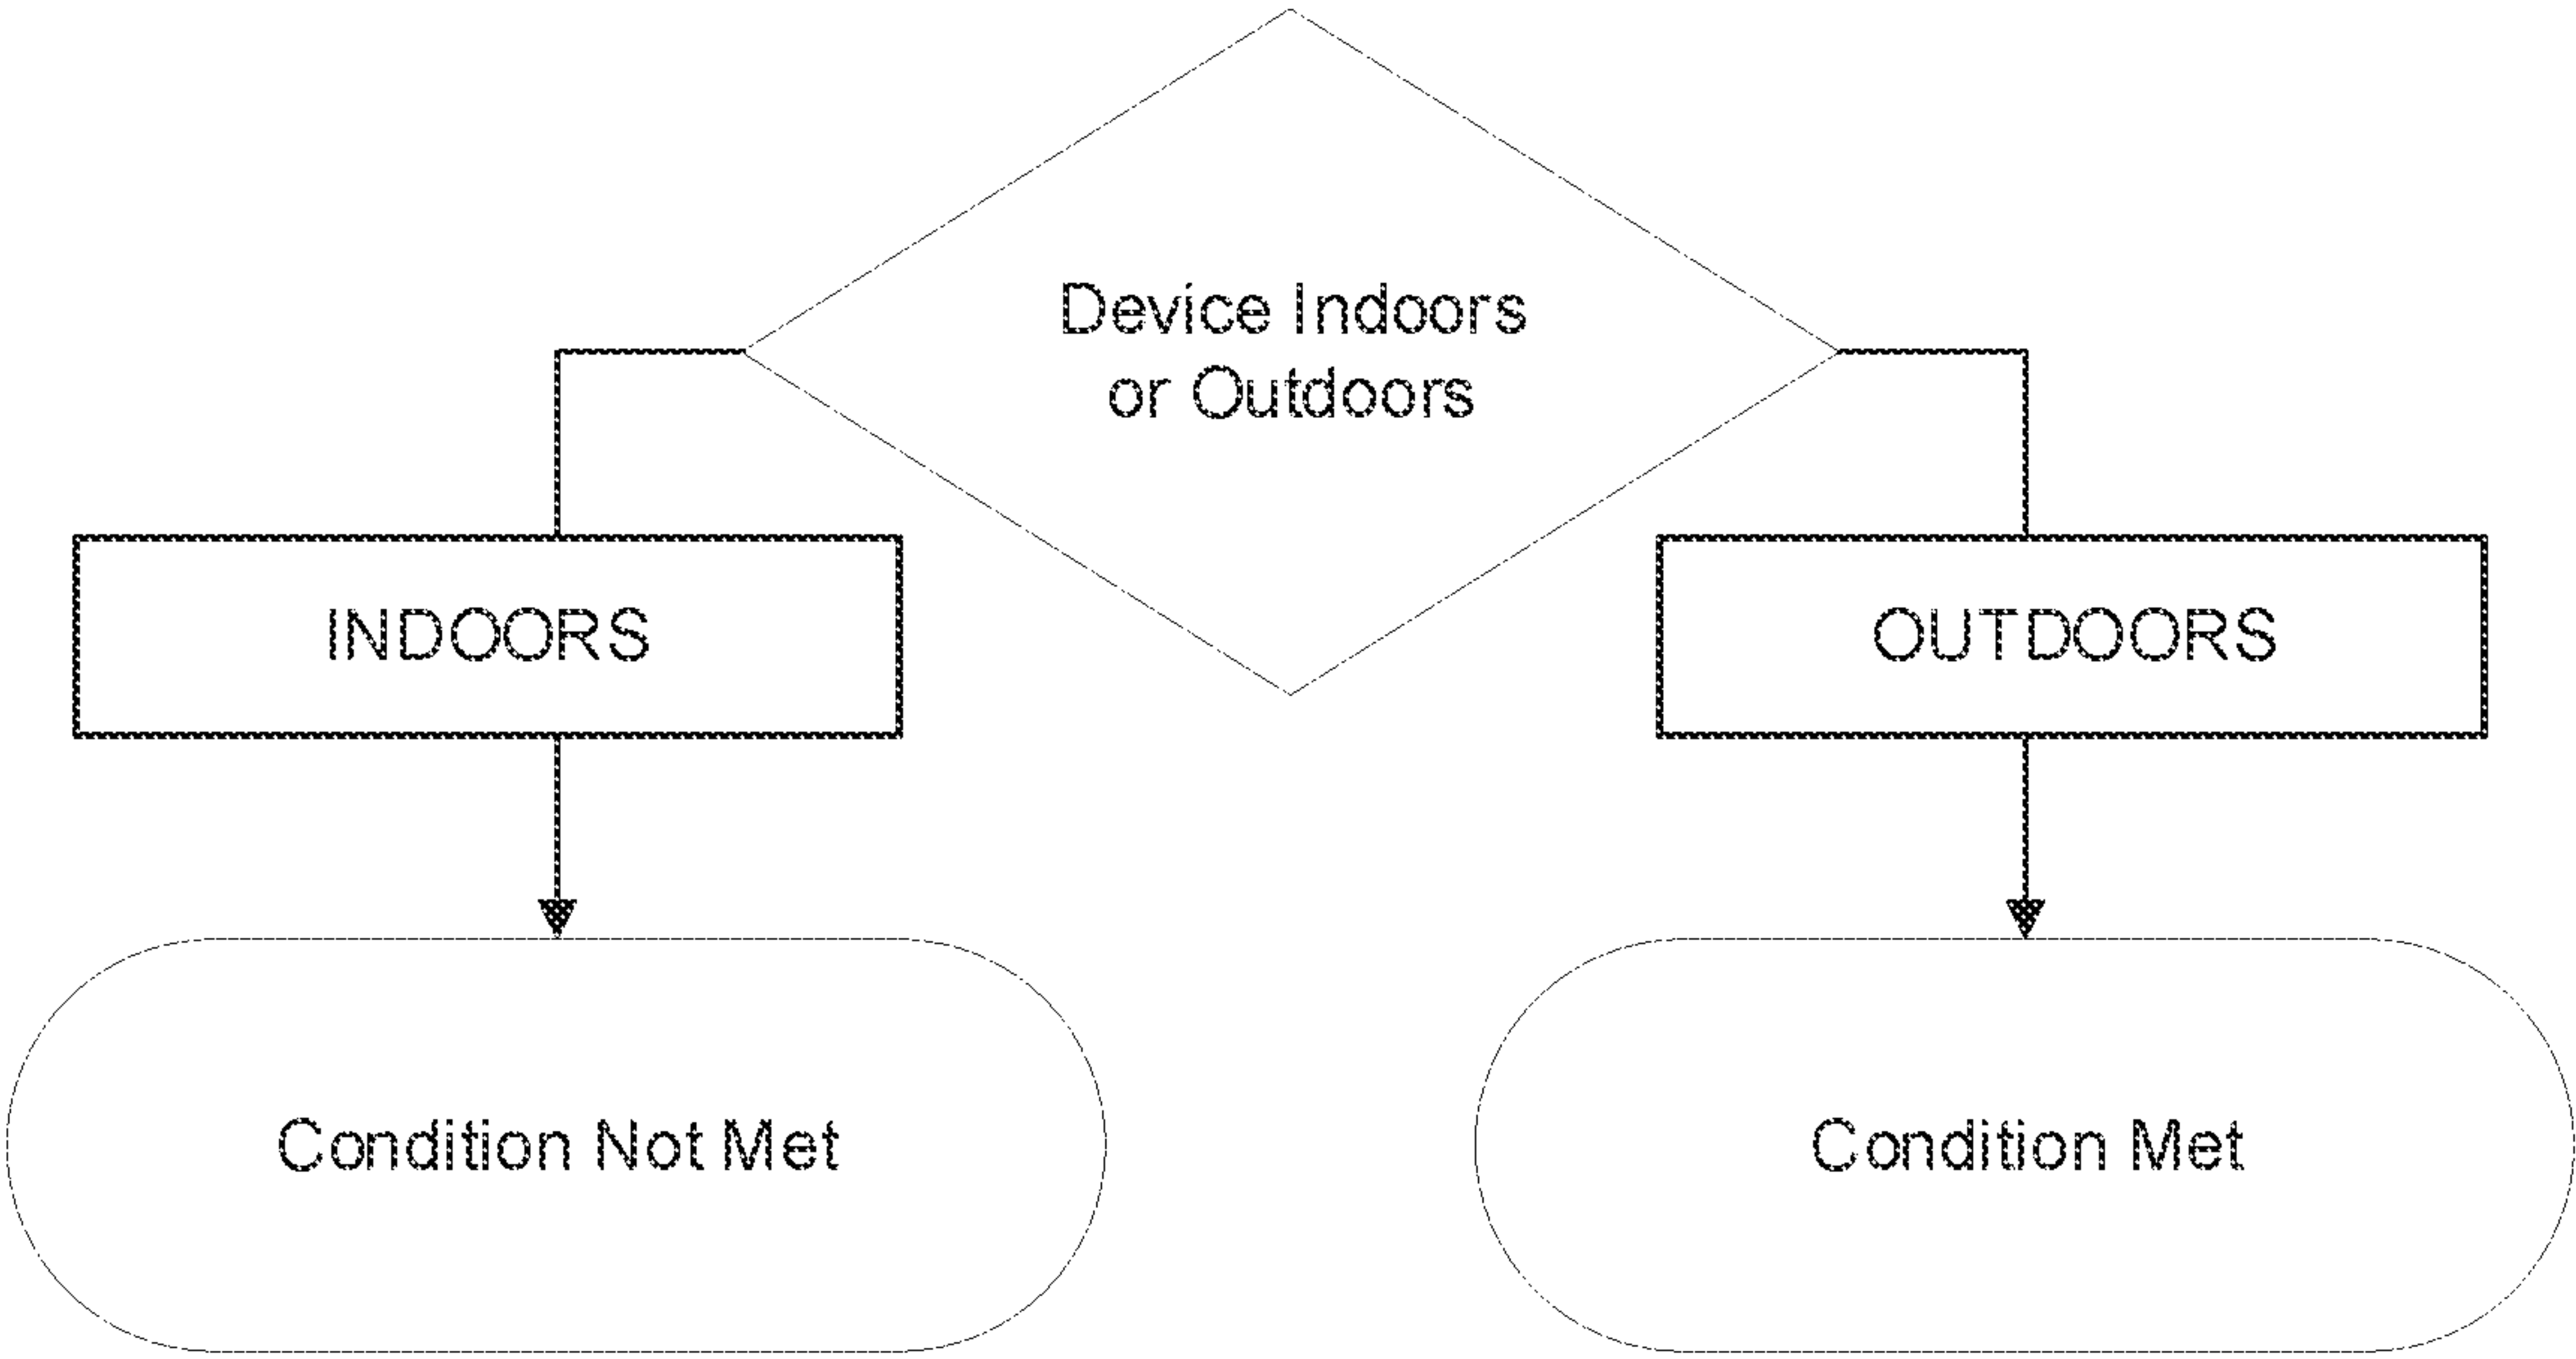 Device Indoors
or Outdoors
INDOORS
OUTDOORS
Condition Not Met
Condition Met